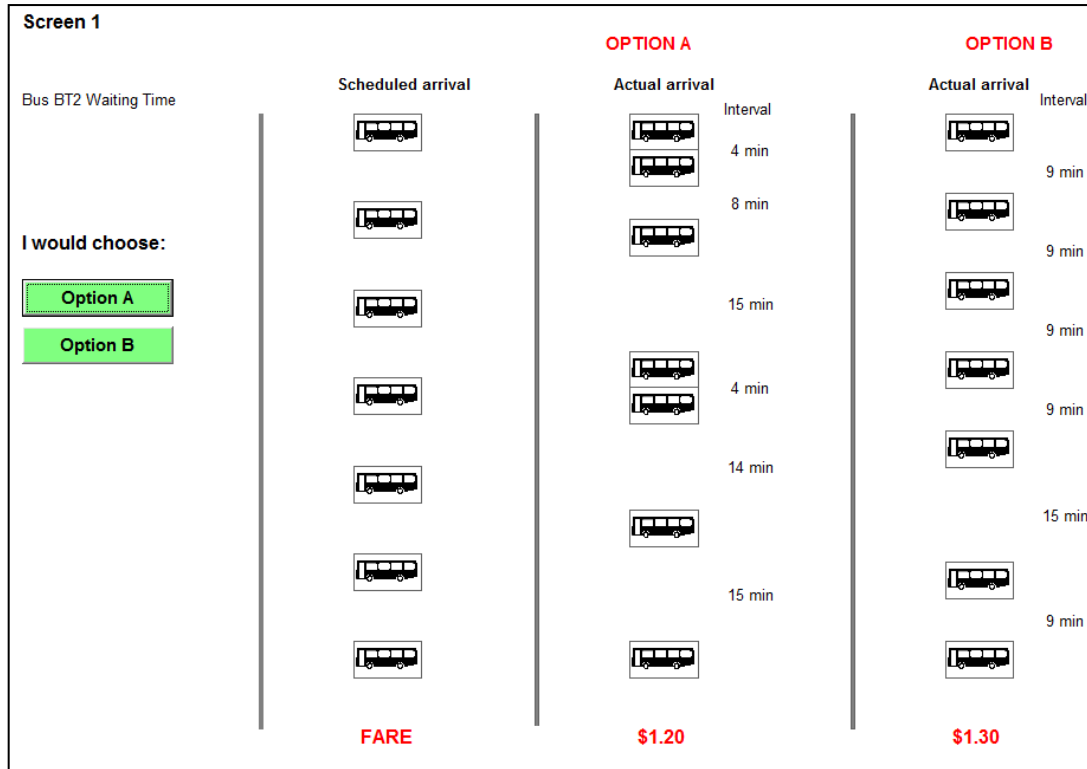 Screen 1
OPTION A
OPTION B
Scheduled arrival
Actual arrival
Actual arrival
Bus BT2 Waiting Time
Interval
Interval
4 min
9 min
8 min
I would choose:
9 min
Option A
15 min
9 min
Option B
4 min
9 min
14 min
15 min
15 min
9 min
FARE
$1.20
$1.30